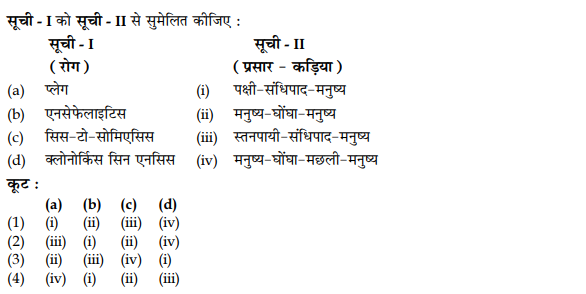 सूची - I को सूची - II से सुमेलित कीजिए :
सूची - I सूची - II
( रोग ) ( प्रसार - कड़िया )
(a) प्लेग (i) पक्षी-संधिपाद-मनुष्य
(b) एनसेफेलाइटिस (ii) मनुष्य-घोंघा-मनुष्य
(c) सिस-टो-सोमिएसिस (iii) स्तनपायी-संधिपाद-मनुष्य
(d) क्लोनोर्किस सिन एनसिस (iv) मनुष्य-घोंघा-मछली-मनुष्य
कूट :
(a) (b) (c) (d)
(1) (i) (ii) (iii) (iv)
(2) (iii) (i) (ii) (iv)
(3) (ii) (iii) (iv) (i)
(4) (iv) (i) (ii) (iii)